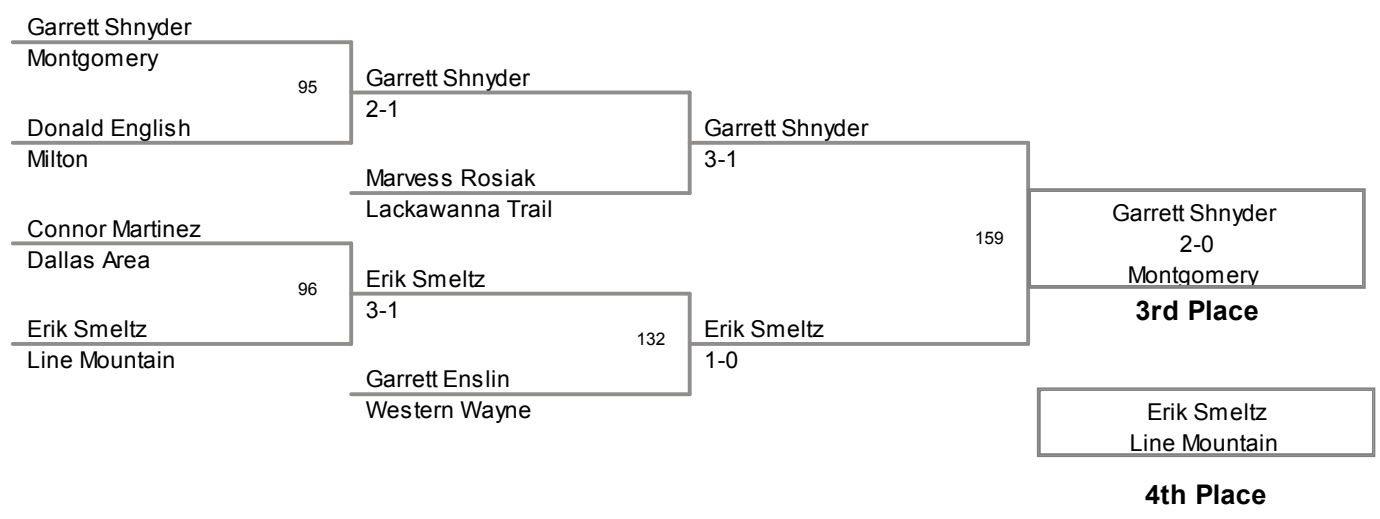 Garrett Shnyder
Montgomery
95
Garrett Shnyder
2-1
Donald English
Milton
Garrett Shnyder
3-1
Marvess Rosiak
Lackawanna Trail
Connor Martinez
Dallas Area
96
Erik Smeltz
3-1
Erik Smeltz
Line Mountain
132
Erik Smeltz
1-0
Garrett Enslin
Western Wayne
159
Garrett Shnyder
2-0
Montgomery
3rd Place
Erik Smeltz
Line Mountain
4th Place